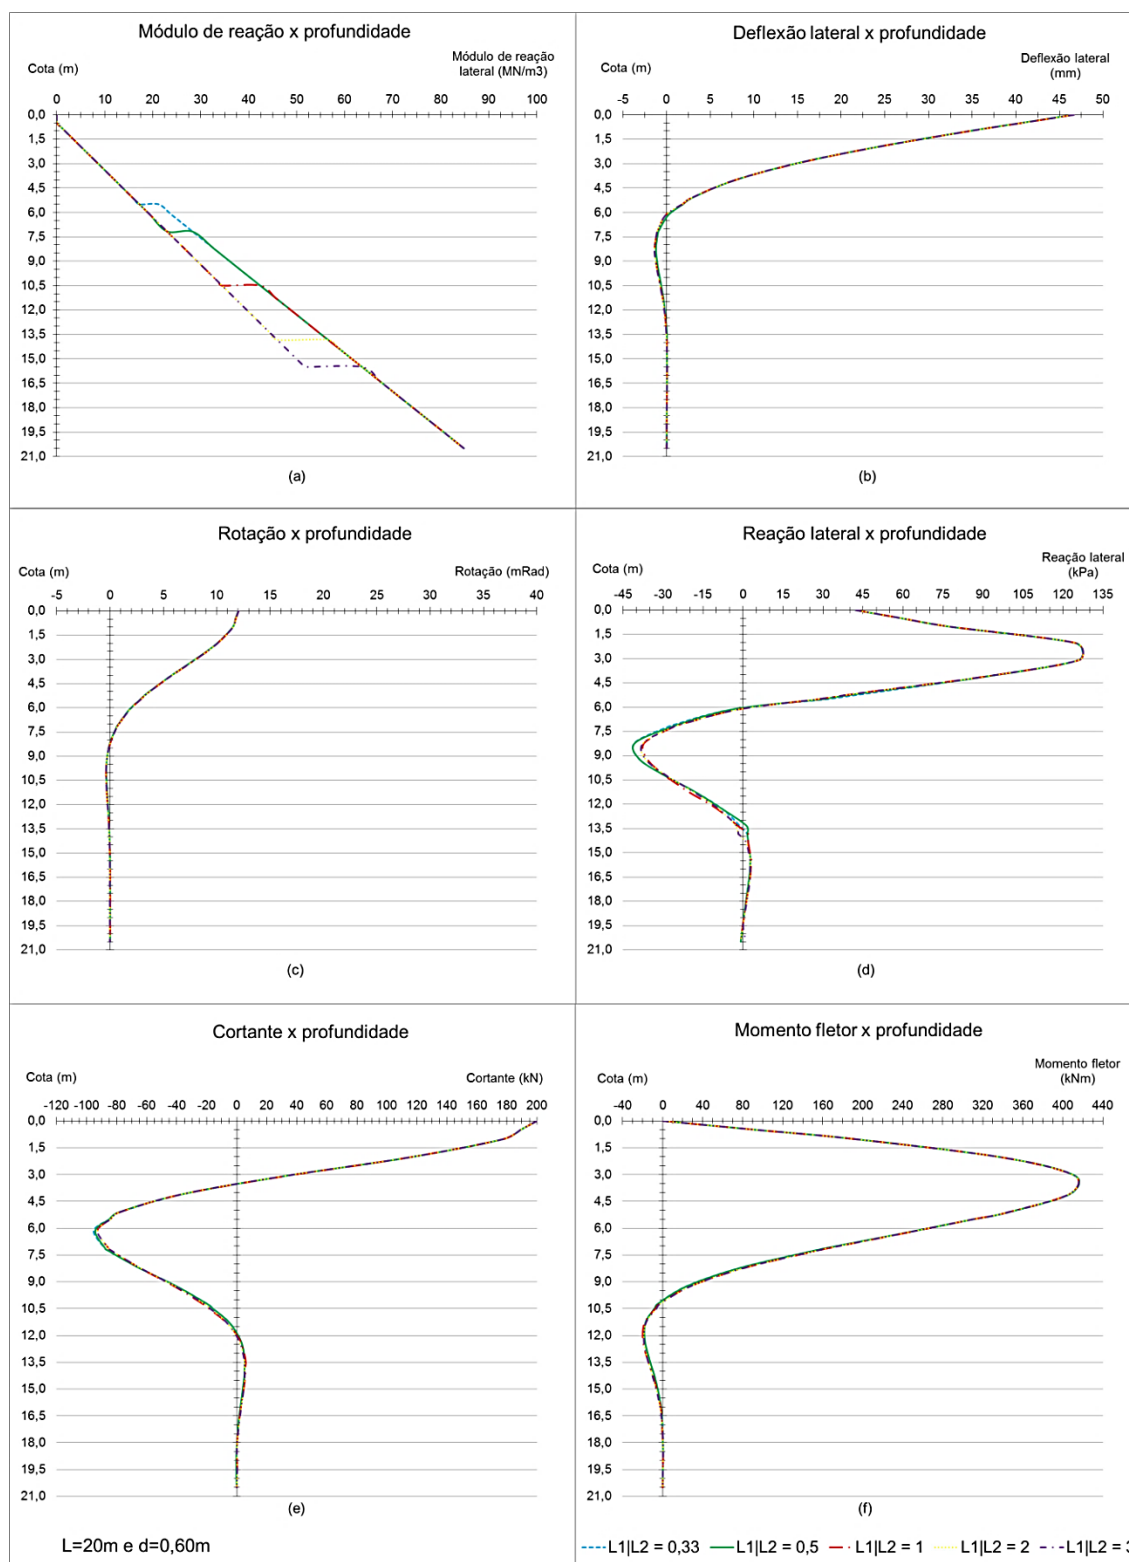 Módulo de reação x profundidade
Módulo de reação
Cota (m)
lateral (MN/m3)
0 10 20 30 40 50 60 70 80 90 100
0,0
1,5
3,0
4,5
6,0
7,5
9,0
10,5
12,0
13,5
15,0
16,5
18,0
19,5
21,0
(a)
Deflexão lateral x profundidade
Deflexão lateral
Cota (m)
(mm)
-5 0 5 10 15 20 25 30 35 40 45 50
0,0
1,5
3,0
4,5
6,0
7,5
9,0
10,5
12,0
13,5
15,0
16,5
18,0
19,5
21,0
(b)
Rotação x profundidade
Cota (m) Rotação (mRad)
-5 0 5 10 15 20 25 30 35 40
0,0
1,5
3,0
4,5
6,0
7,5
9,0
10,5
12,0
13,5
15,0
16,5
18,0
19,5
21,0
(c)
Reação lateral x profundidade
Reação lateral
Cota (m)
(kPa)
-45 -30 -15 0 15 30 45 60 75 90 105 120 135
0,0
1,5
3,0
4,5
6,0
7,5
9,0
10,5
12,0
13,5
15,0
16,5
18,0
19,5
21,0
(d)
Cortante x profundidade
Cota (m) Cortante (kN)
-120 -100 -80 -60 -40 -20 0 20 40 60 80 100 120 140 160 180 200
0,0
1,5
3,0
4,5
6,0
7,5
9,0
10,5
12,0
13,5
15,0
16,5
18,0
19,5
21,0
(e)
L=20m e d=0,60m
Momento fletor x profundidade
Momento fletor
Cota (m)
(kNm)
-40 0 40 80 120 160 200 240 280 320 360 400 440
0,0
1,5
3,0
4,5
6,0
7,5
9,0
10,5
12,0
13,5
15,0
16,5
18,0
19,5
21,0
(f)
L1|L2 = 0,33 L1|L2 = 0,5 L1|L2 = 1 L1|L2 = 2 L1|L2 = 3